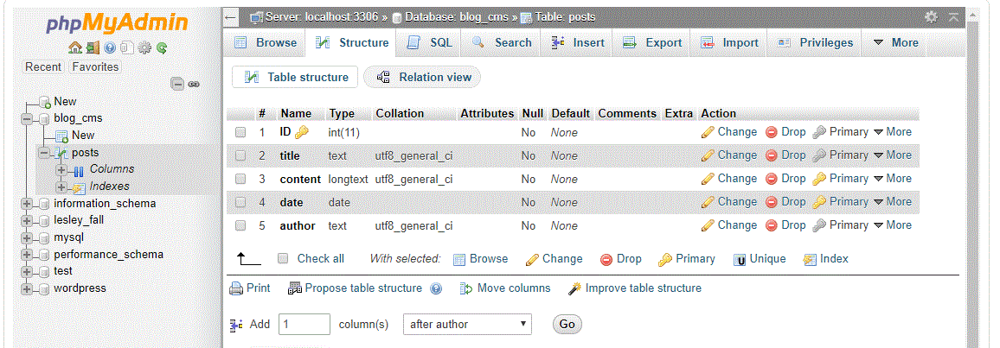 phpMyAdmin
Recent Favorites
New
blog_cms
New
posts
Columns
Indexes
information_schema
lesley_fall
mysql
performance_schema
test
wordpress
Server: localhost:3306 » Database: blog_cms » Table: posts
Browse Structure SQL Search Insert Export Import Privileges More
Table structure Relation view
# Name Type Collation Attributes Null Default Comments Extra Action
1 ID int(11) No None Change Drop Primary More
2 title text utf8_general_ci No None Change Drop Primary More
3 content longtext utf8_general_ci No None Change Drop Primary More
4 date date No None Change Drop Primary More
5 author text utf8_general_ci No None Change Drop Primary More
Check all With selected: Browse Change Drop Primary Unique Index
Print Propose table structure Move columns Improve table structure
Add 1 column(s) after author Go